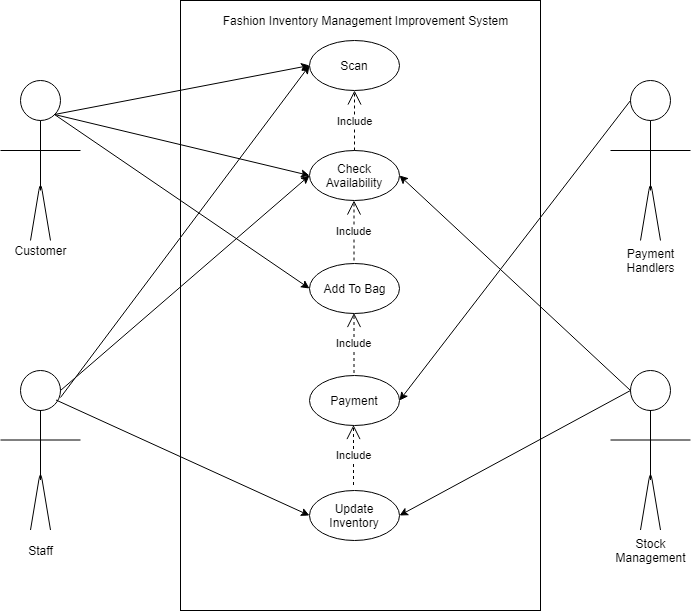 Fashion Inventory Management Improvement System
Scan
Include
Check
Availability
Include
Add To Bag
Include
Payment
Include
Update
Inventory
Customer
Staff
Payment
Handlers
Stock
Management